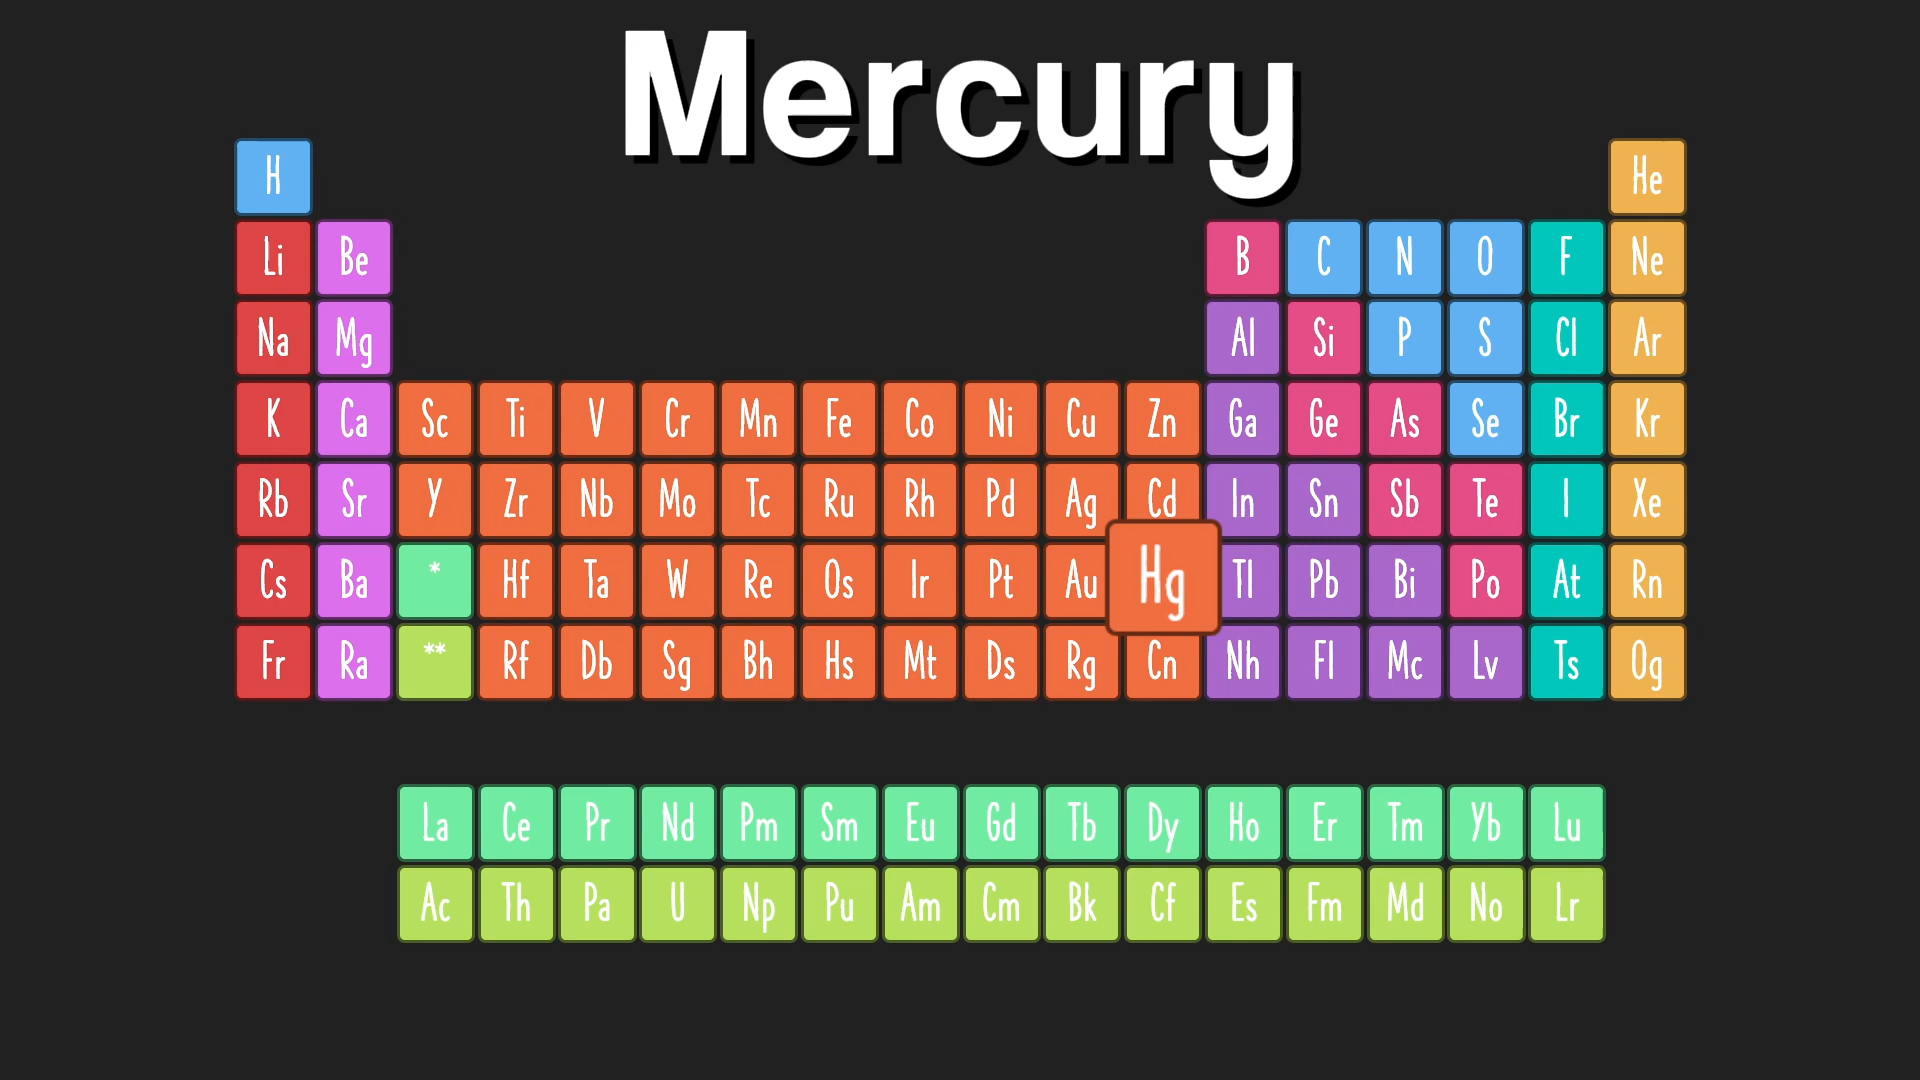 Mercury
H He
Li Be B C N O F Ne
Na Mg Al Si P S Cl Ar
K Ca Sc Ti V Cr Mn Fe Co Ni Cu Zn Ga Ge As Se Br Kr
Rb Sr Y Zr Nb Mo Tc Ru Rh Pd Ag Cd In Sn Sb Te I Xe
Cs Ba * Hf Ta W Re Os Ir Pt Au Hg Tl Pb Bi Po At Rn
Fr Ra ** Rf Db Sg Bh Hs Mt Ds Rg Cn Nh Fl Mc Lv Ts Og
La Ce Pr Nd Pm Sm Eu Gd Tb Dy Ho Er Tm Yb Lu
Ac Th Pa U Np Pu Am Cm Bk Cf Es Fm Md No Lr